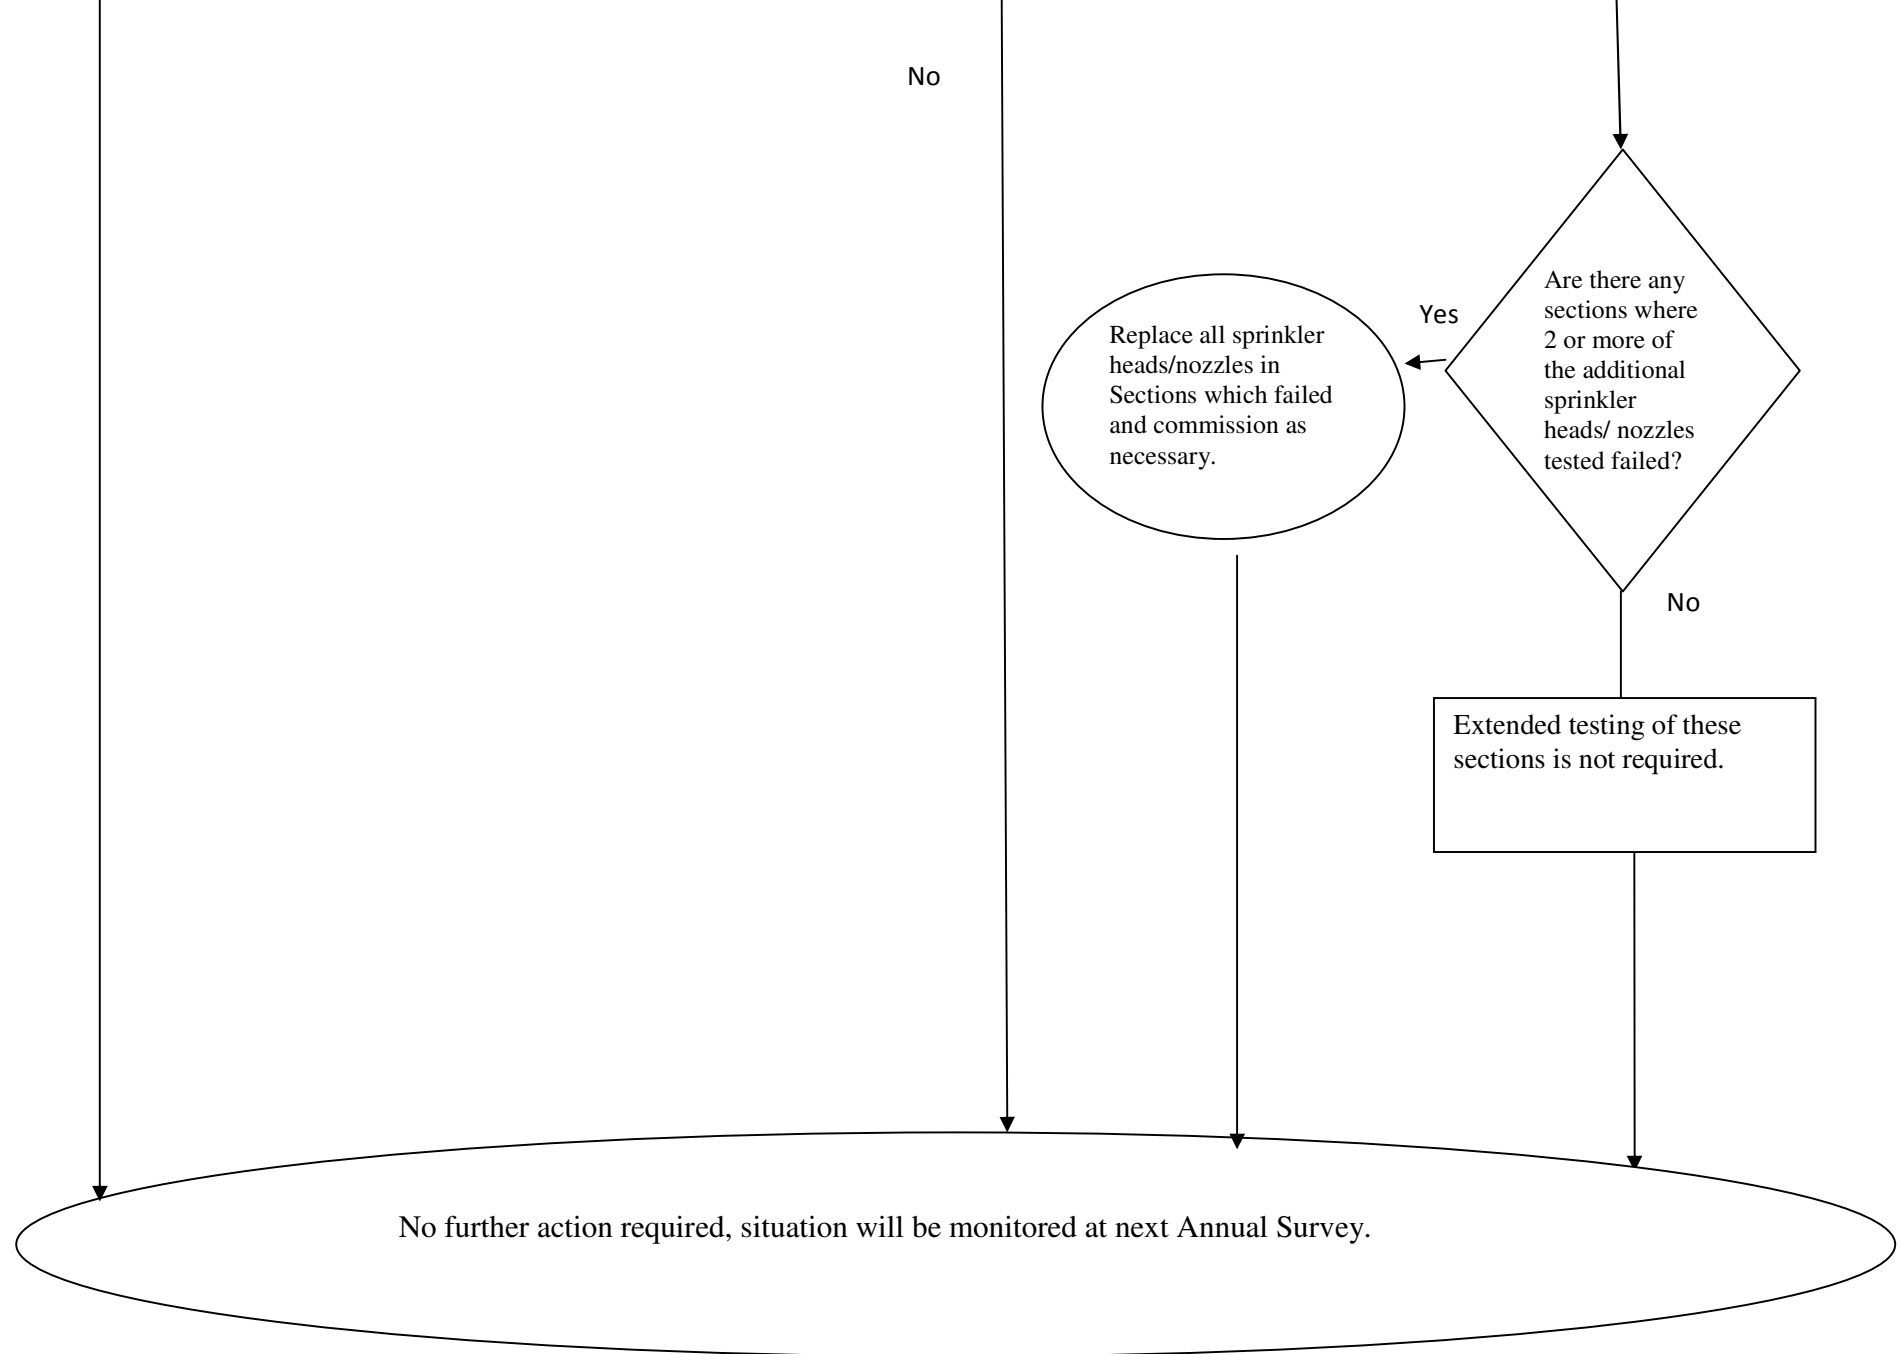 No
Are there any
sections where
2 or more of
the additional
sprinkler
heads/ nozzles
tested failed?
Yes
Replace all sprinkler
heads/nozzles in
Sections which failed
and commission as
necessary.
No
Extended testing of these
sections is not required.
No further action required, situation will be monitored at next Annual Survey.